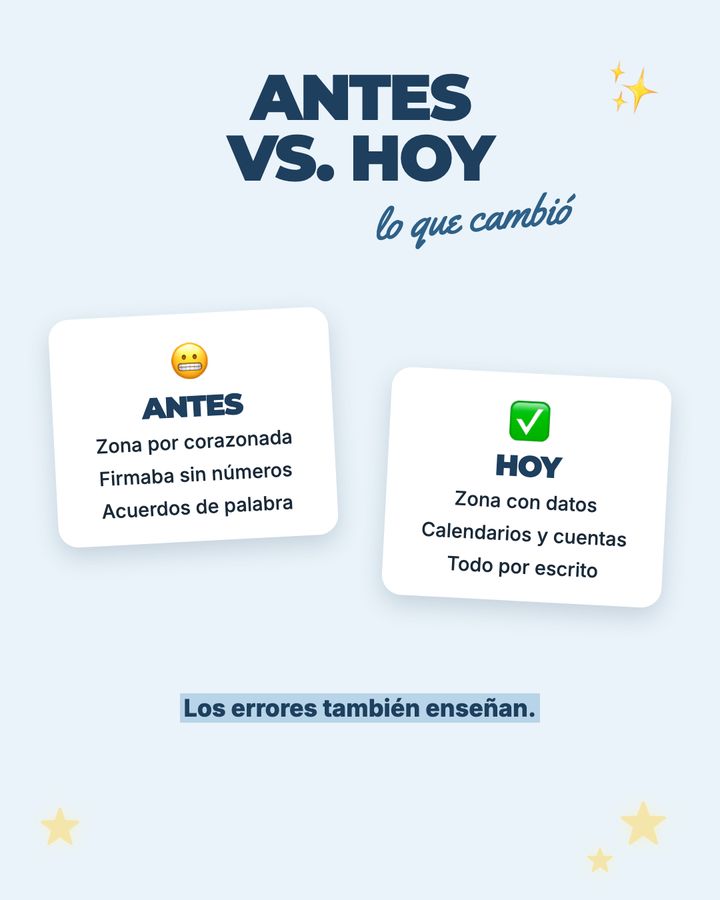 ANTES
VS. HOY
lo que cambió
ANTES
Zona por corazonada
Firmaba sin números
Acuerdos de palabra
HOY
Zona con datos
Calendarios y cuentas
Todo por escrito
Los errores también enseñan.